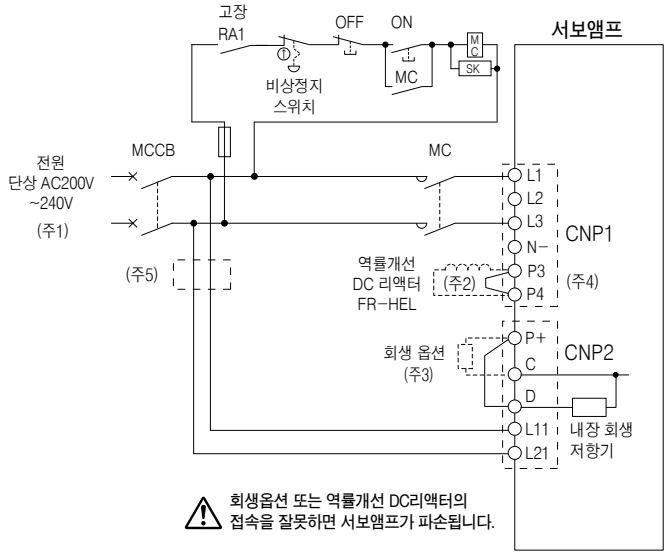 고장
RA1
OFF
ON
서보앰프
M
C
SK
MC
비상정지
스위치
전원
단상 AC200V
~240V
(주1)
MCCB
MC
L1
L2
L3
N−
P3
P4
CNP1
(주4)
(주5)
역률개선
DC 리액터
FR−HEL
(주2)
P+
C
D
L11
L21
CNP2
회생 옵션
(주3)
내장 회생
저항기
회생옵션 또는 역률개선 DC리액터의
접속을 잘못하면 서보앰프가 파손됩니다.